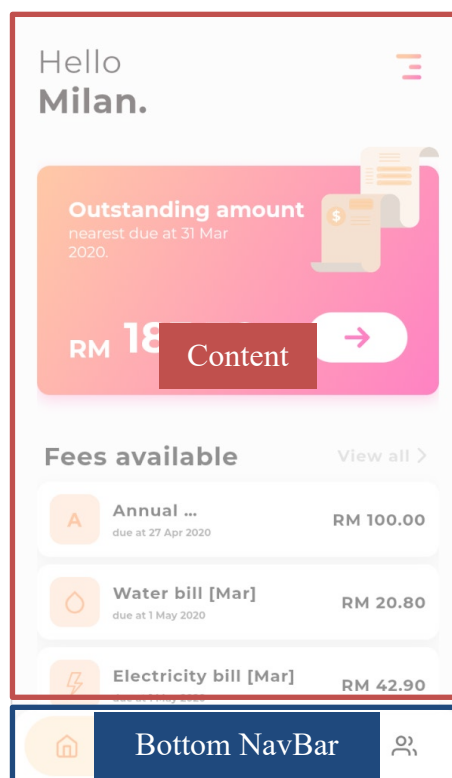 Hello
Milan.
Outstanding amount
nearest due at 31 Mar
2020.
RM
Content
Fees available
View all >
A
Annual ...
RM 100.00
due at 27 Apr 2020
Water bill [Mar]
RM 20.80
due at 1 May 2020
Electricity bill [Mar]
RM 42.90
Bottom NavBar